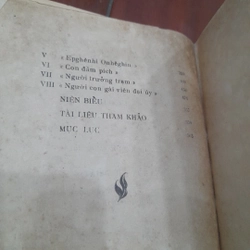 V « Épghênhi Ônhêghin »
VI « Con đầm pích »
VII « Người trưởng trạm »
VIII « Người con gái viên đại úy »
NIÊN BIỂU
TÀI LIỆU THAM KHẢO
MỤC LỤC